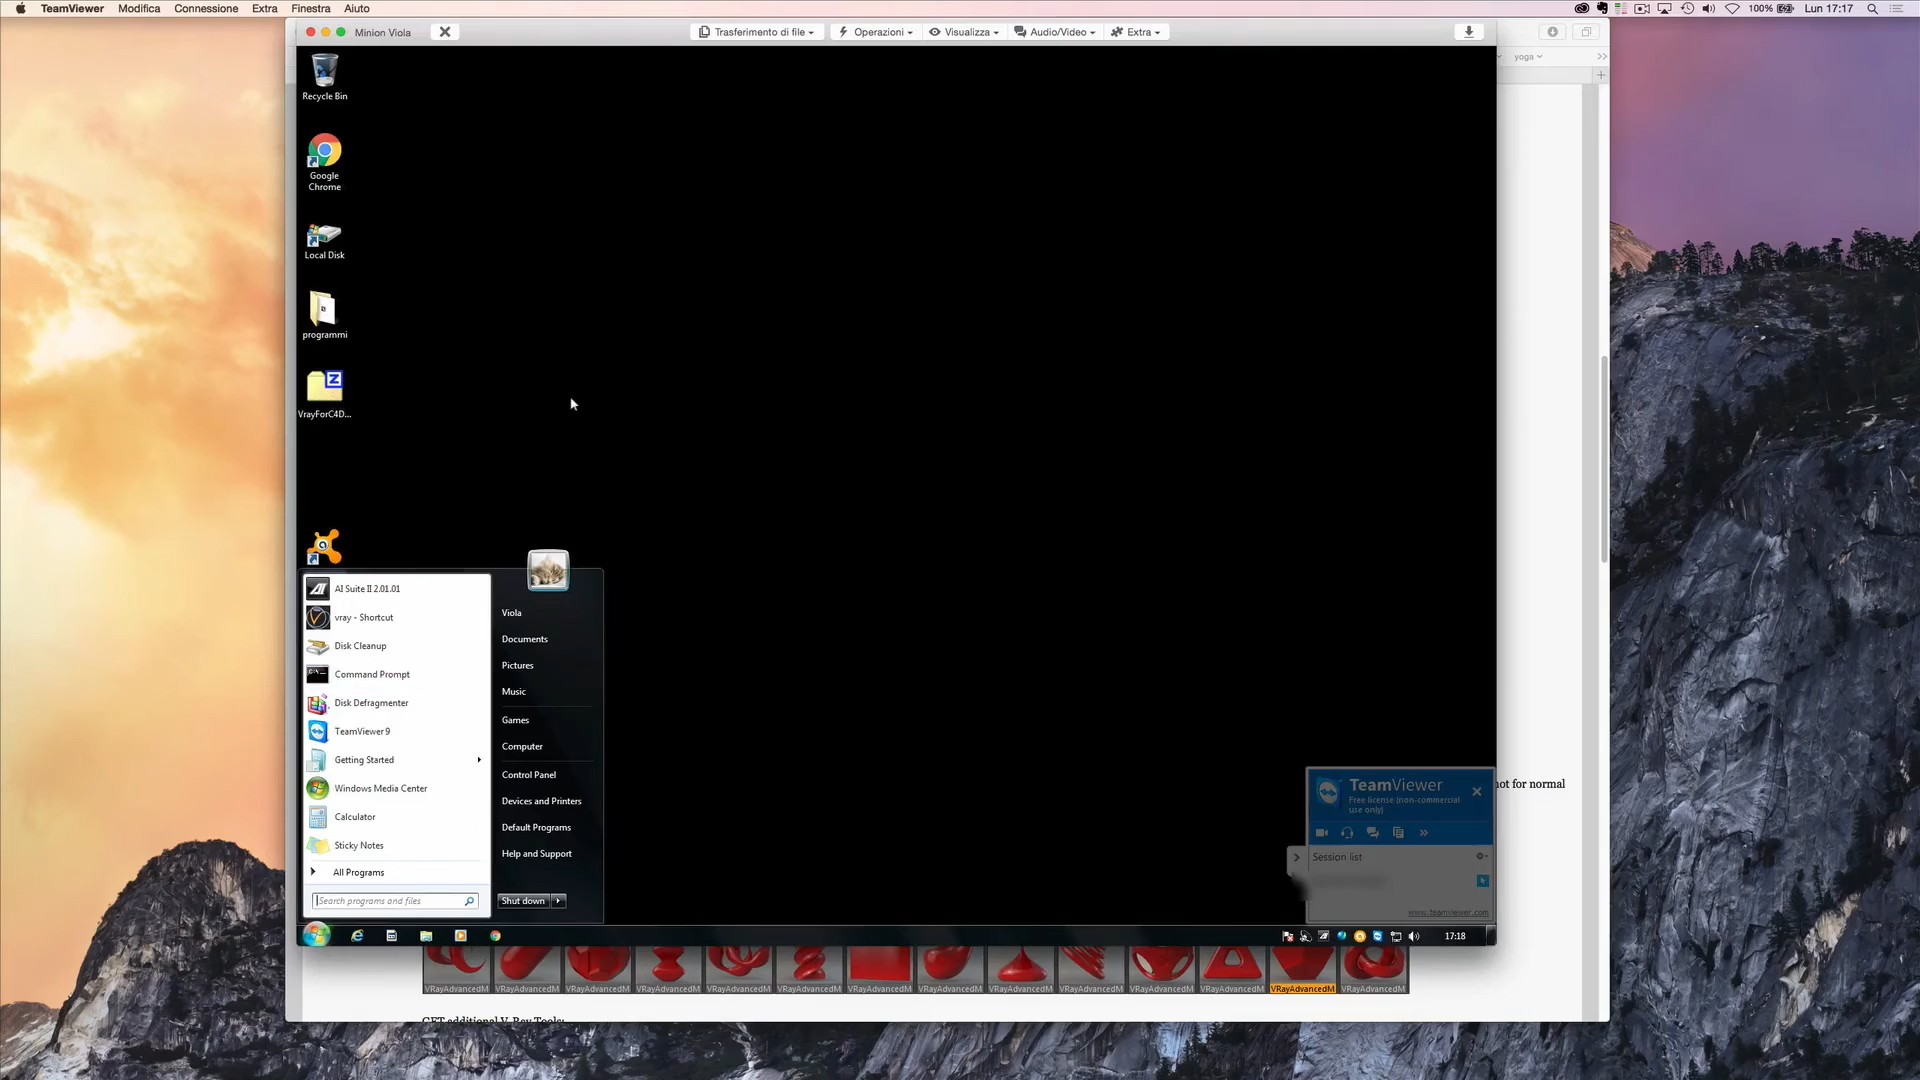 TeamViewer Modifica Connessione Extra Finestra Aiuto
100% Lun 17:17
Minion Viola
Trasferimento di file Operazioni Visualizza Audio/Video Extra
yoga
Recycle Bin
Google
Chrome
Local Disk
programmi
VrayForC4D...
AI Suite II 2.01.01
vray - Shortcut
Disk Cleanup
Command Prompt
Disk Defragmenter
TeamViewer 9
Getting Started
Windows Media Center
Calculator
Sticky Notes
All Programs
Search programs and files
Viola
Documents
Pictures
Music
Games
Computer
Control Panel
Devices and Printers
Default Programs
Help and Support
Shut down
TeamViewer
Free license (non-commercial
use only)
Session list
www.teamviewer.com
not for normal
17:18
VRayAdvancedM VRayAdvancedM VRayAdvancedM VRayAdvancedM VRayAdvancedM VRayAdvancedM VRayAdvancedM VRayAdvancedM VRayAdvancedM VRayAdvancedM VRayAdvancedM VRayAdvancedM VRayAdvancedM VRayAdvancedM
GET additional V-Ray Tools: